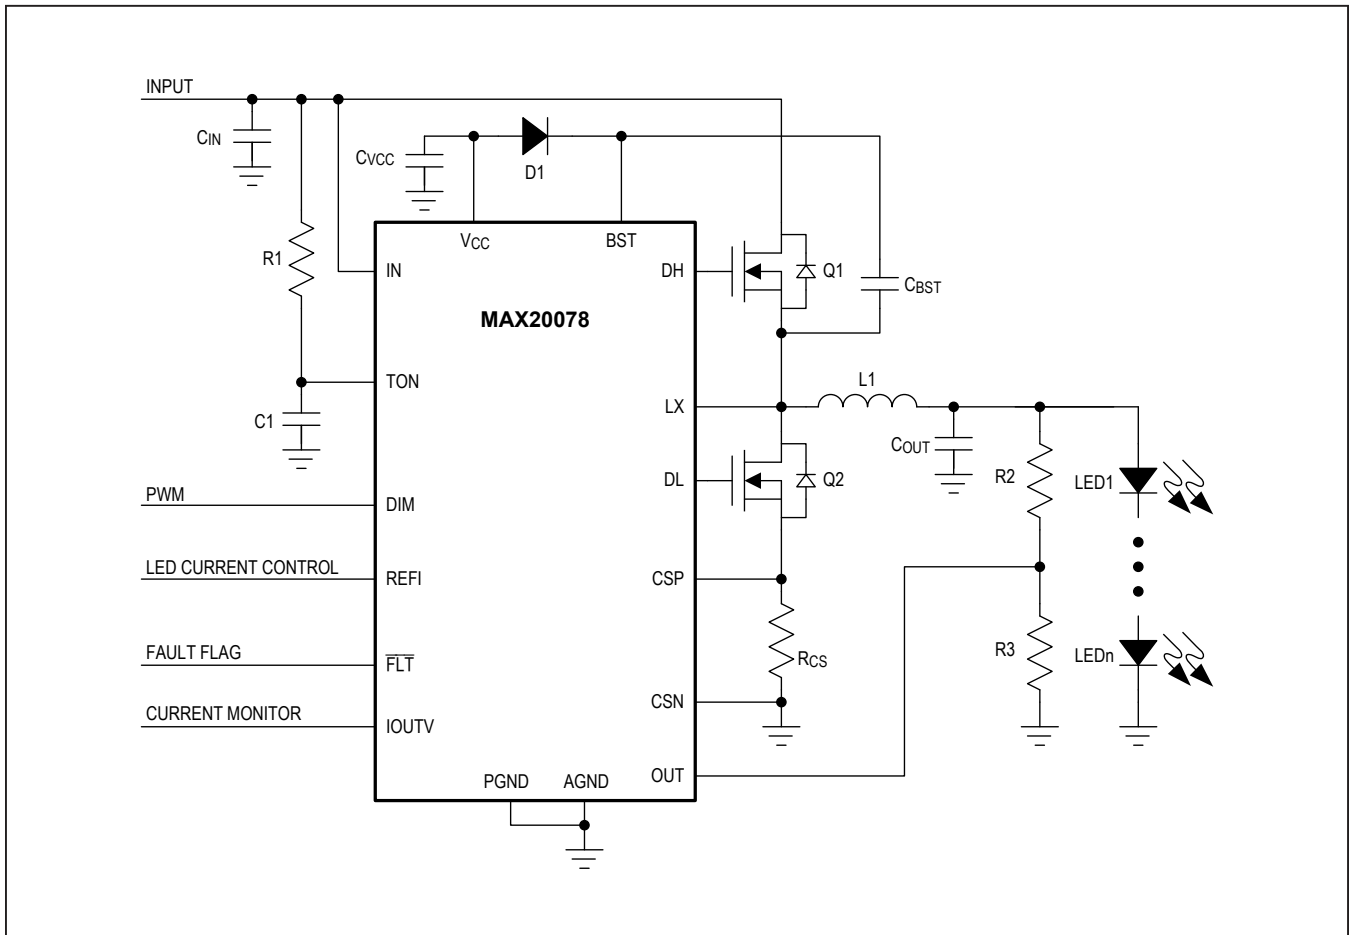 INPUT
CIN
CVCC
D1
R1
VCC
BST
IN
DH
Q1
CBST
MAX20078
TON
C1
LX
L1
COUT
R2
LED1
DL
Q2
PWM
DIM
LED CURRENT CONTROL
REFI
CSP
FAULT FLAG
FLT
RCS
R3
LEDn
CURRENT MONITOR
IOUTV
CSN
OUT
PGND
AGND